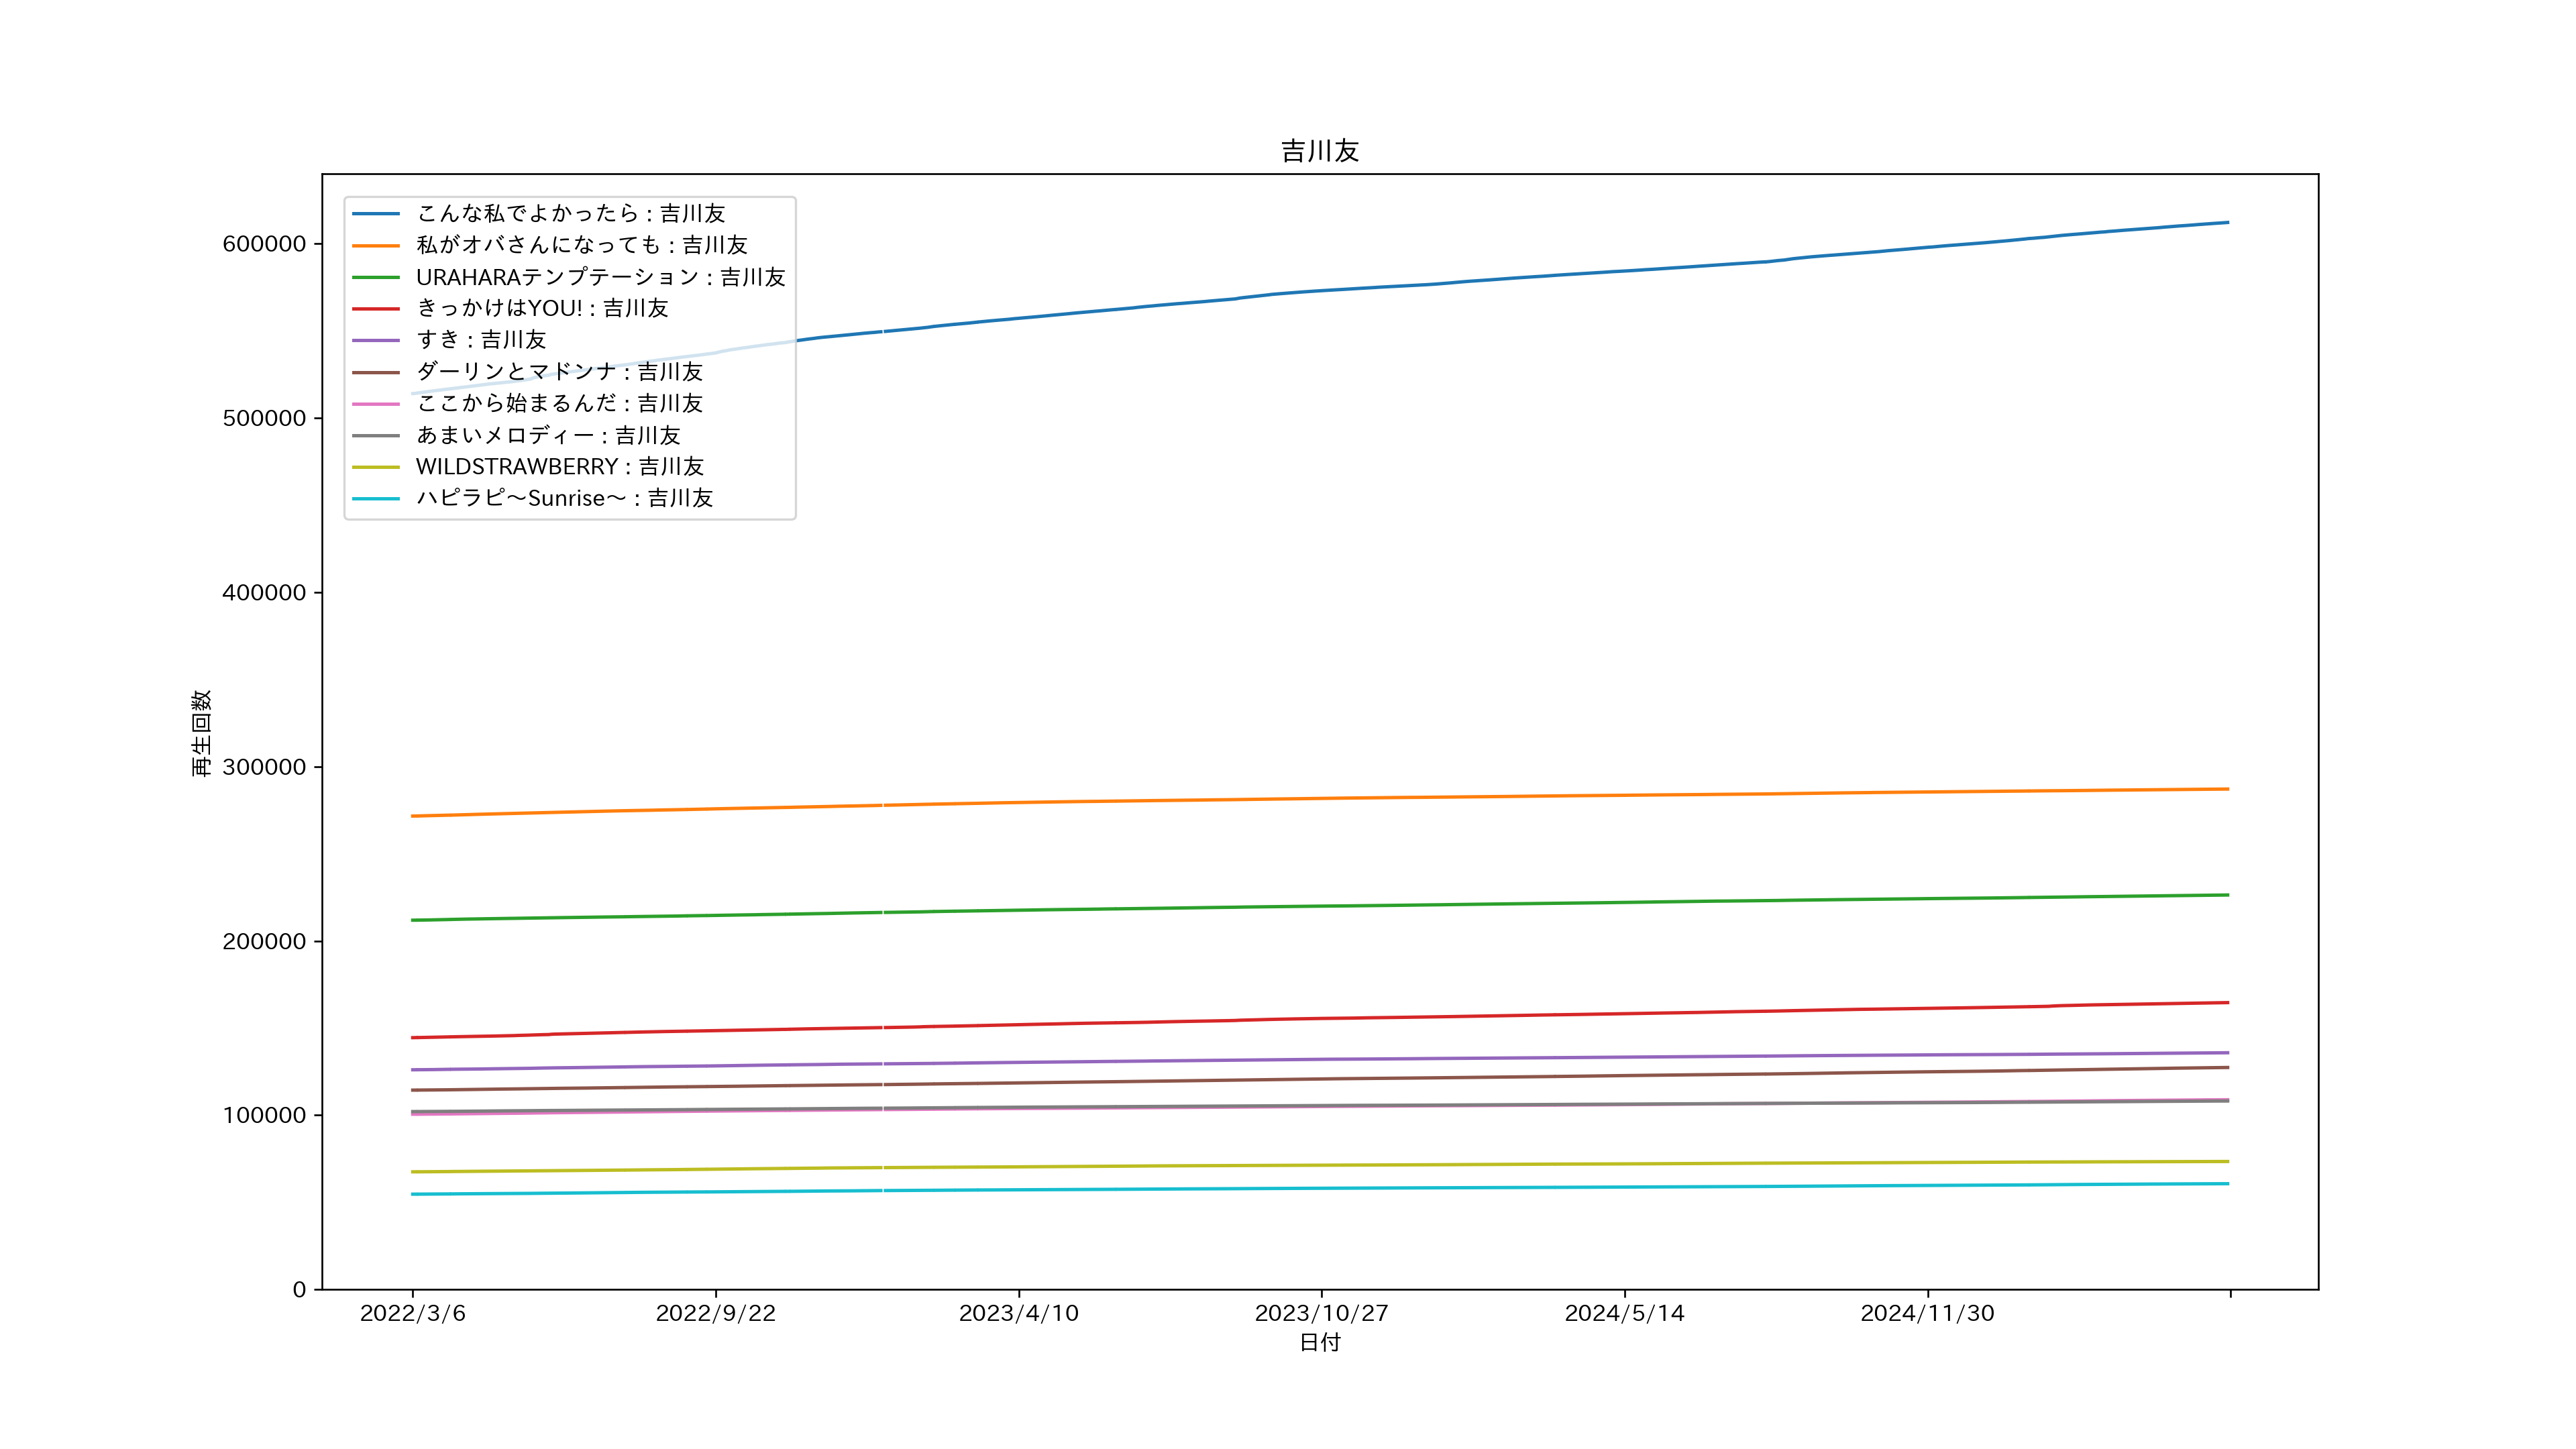 吉川友
こんな私でよかったら : 吉川友
私がオバさんになっても : 吉川友
URAHARAテンプテーション : 吉川友
きっかけはYOU! : 吉川友
すき : 吉川友
ダーリンとマドンナ : 吉川友
ここから始まるんだ : 吉川友
あまいメロディー : 吉川友
WILDSTRAWBERRY : 吉川友
ハピラピ〜Sunrise〜 : 吉川友
再生回数
600000
500000
400000
300000
200000
100000
0
2022/3/6 2022/9/22 2023/4/10 2023/10/27 2024/5/14 2024/11/30
日付